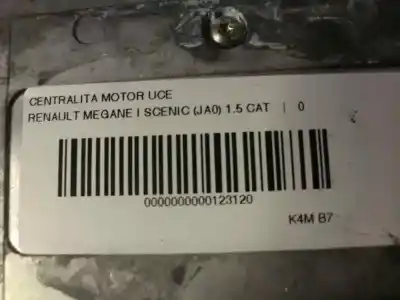 CENTRALITA MOTOR UCE
RENAULT MEGANE I SCENIC (JA0) 1.5 CAT | 0
0000000000123120
K4M B7